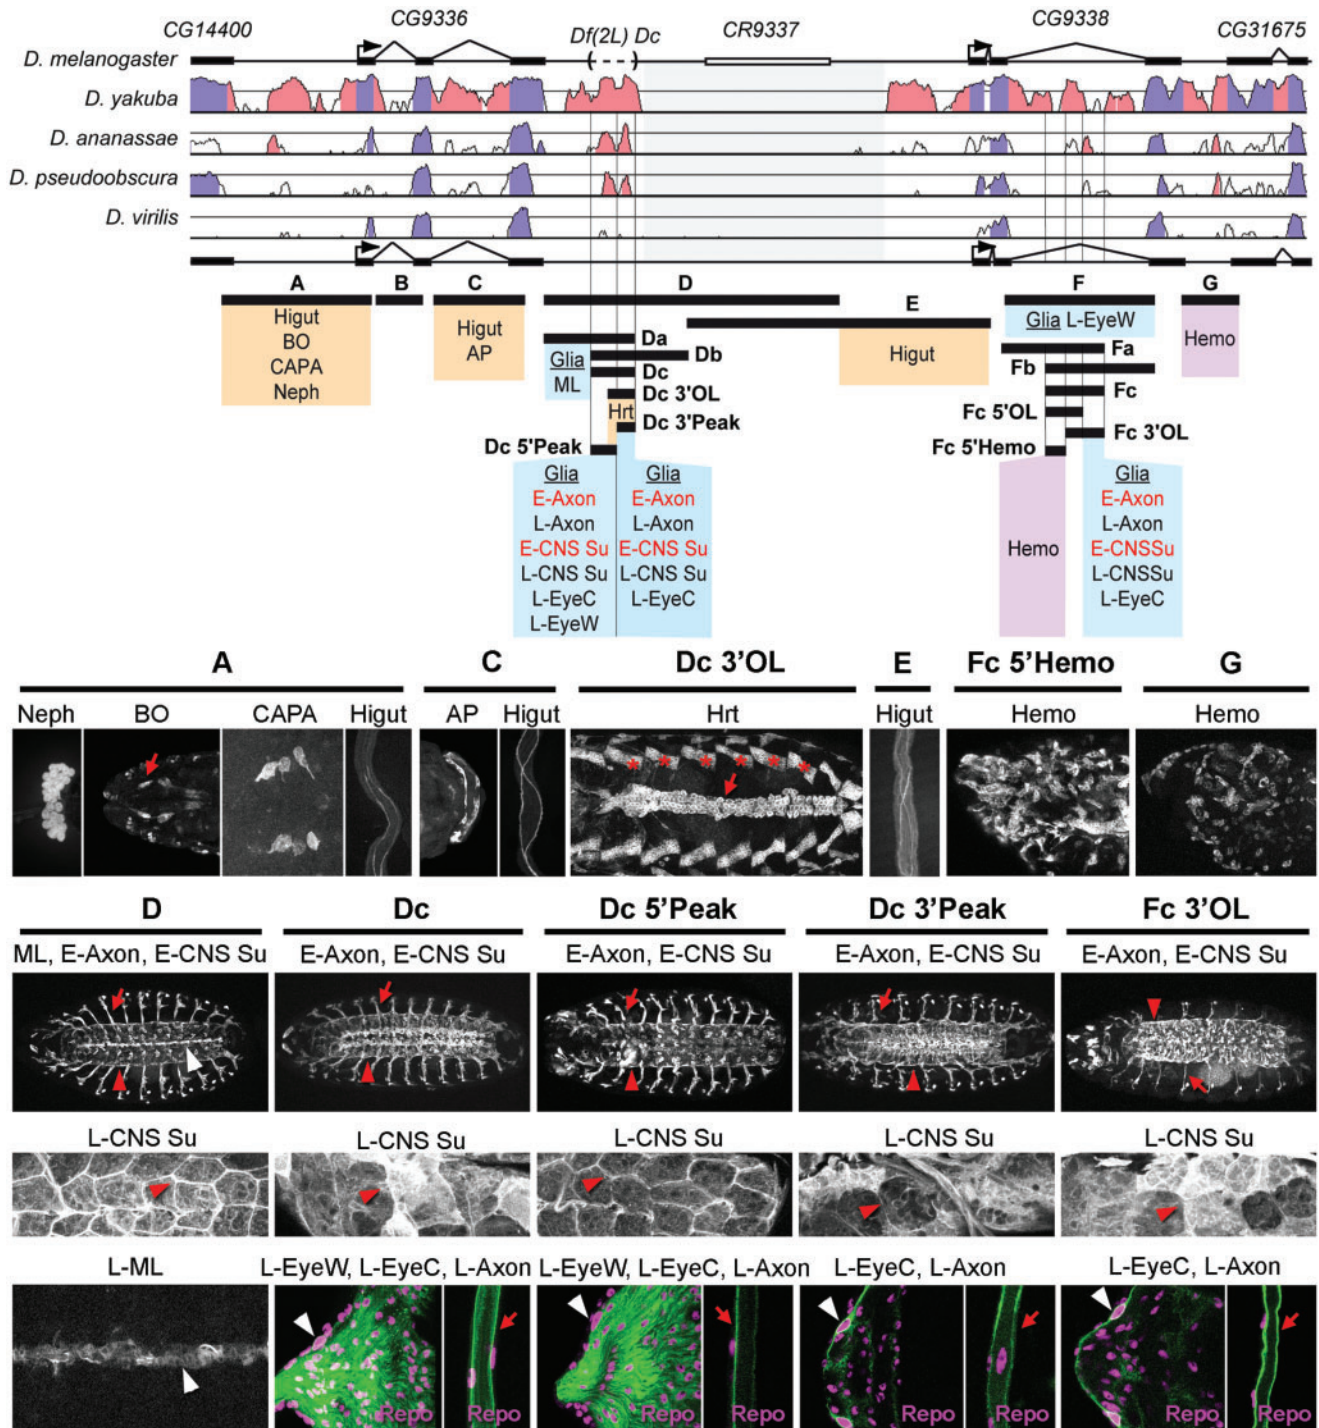 CG14400 CG9336 Df(2L) Dc CR9337 CG9338 CG31675
D. melanogaster
D. yakuba
D. ananassae
D. pseudoobscura
D. virilis
A B C D E F G
Higut
BO
CAPA
Neph
Higut
AP
Glia
ML
Da
Db
Dc
Dc 3'OL
Hrt
Dc 3'Peak
Dc 5'Peak
Higut
Glia L-EyeW
Hemo
Fa
Fb
Fc
Fc 5'OL
Fc 3'OL
Fc 5'Hemo
Glia
E-Axon
L-Axon
E-CNS Su
L-CNS Su
L-EyeC
L-EyeW
Glia
E-Axon
L-Axon
E-CNS Su
L-CNS Su
L-EyeC
Hemo
Glia
E-Axon
L-Axon
E-CNSSu
L-CNSSu
L-EyeC
A C Dc 3'OL E Fc 5'Hemo G
Neph BO CAPA Higut AP Higut Hrt Higut Hemo Hemo
* * * * * *
D Dc Dc 5'Peak Dc 3'Peak Fc 3'OL
ML, E-Axon, E-CNS Su E-Axon, E-CNS Su E-Axon, E-CNS Su E-Axon, E-CNS Su E-Axon, E-CNS Su
L-CNS Su L-CNS Su L-CNS Su L-CNS Su L-CNS Su
L-ML L-EyeW, L-EyeC, L-Axon L-EyeW, L-EyeC, L-Axon L-EyeC, L-Axon L-EyeC, L-Axon
Repo Repo Repo Repo Repo Repo Repo Repo